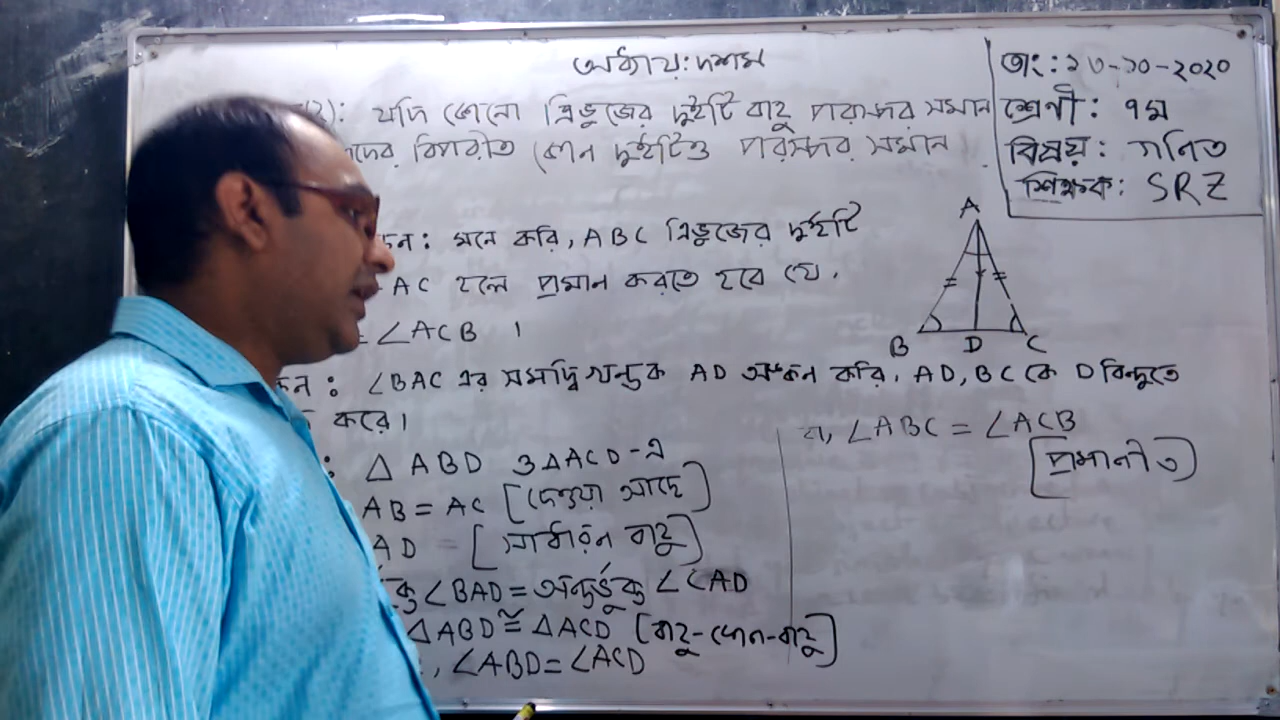 অধ্যায়: দশম
তাং: ১৩-১০-২০২০
শ্রেণী: ৭ম
বিষয়: গনিত
শিক্ষক: SRZ
(২): যদি কোনো ত্রিভুজের দুইটি বাহু পরস্পর সমান
বিপরীত কোন দুইটিও পরস্পর সমান
মনে করি, ABC ত্রিভুজের দুইটি
AC হলে প্রমান করতে হবে যে,
= ∠ACB ।
A
B D C
∠BAC এর সমদ্বিখন্ডক AD অংকন করি, AD, BC কে D বিন্দুতে
করে।
: △ ABD ও △ACD-এ
AB = AC [দেওয়া আছে]
AD [সাধারন বাহু]
∠BAD = অন্তর্ভুক্ত ∠CAD
△ABD ≅ △ACD [বাহু-কোন-বাহু]
, ∠ABD = ∠ACD
বা, ∠ABC = ∠ACB
[প্রমানীত]